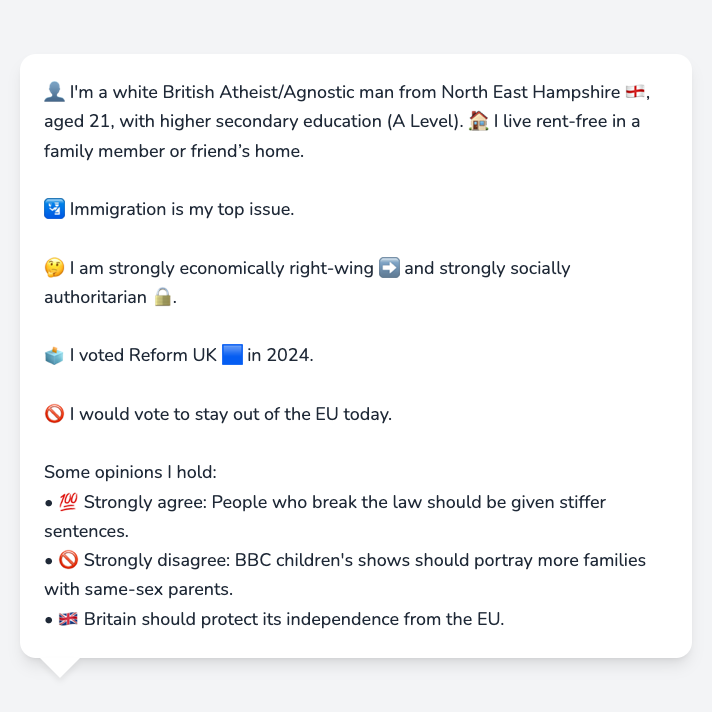 👤 I'm a white British Atheist/Agnostic man from North East Hampshire 🏴󠁧󠁢󠁥󠁮󠁧󠁿,
aged 21, with higher secondary education (A Level). 🏠 I live rent-free in a
family member or friend’s home.
🛂 Immigration is my top issue.
🤔 I am strongly economically right-wing ➡️ and strongly socially
authoritarian 🔒.
🗳️ I voted Reform UK 🟦 in 2024.
🚫 I would vote to stay out of the EU today.
Some opinions I hold:
• 💯 Strongly agree: People who break the law should be given stiffer
sentences.
• 🚫 Strongly disagree: BBC children's shows should portray more families
with same-sex parents.
• 🇬🇧 Britain should protect its independence from the EU.